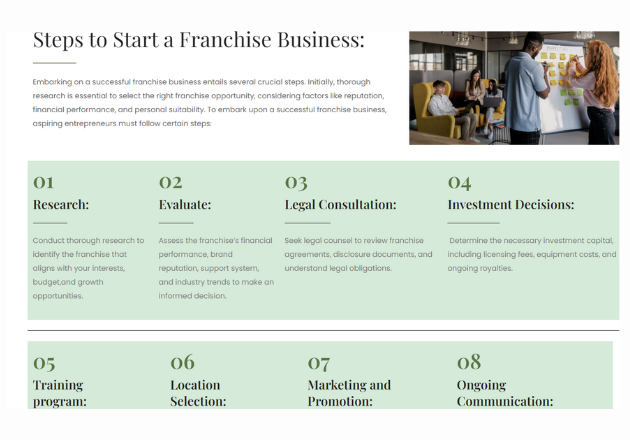 Steps to Start a Franchise Business:
Embarking on a successful franchise business entails several crucial steps. Initially, thorough
research is essential to select the right franchise opportunity, considering factors like reputation,
financial performance, and personal suitability. To embark upon a successful franchise business,
aspiring entrepreneurs must follow certain steps:
01
Research:
Conduct thorough research to
identify the franchise that
aligns with your interests,
budget,and growth
opportunities.
02
Evaluate:
Assess the franchise's financial
performance, brand
reputation, support system,
and industry trends to make an
informed decision.
03
Legal Consultation:
Seek legal counsel to review franchise
agreements, disclosure documents, and
understand legal obligations.
04
Investment Decisions:
Determine the necessary investment capital,
including licensing fees, equipment costs, and
ongoing royalties.
05
Training
program:
06
Location
Selection:
07
Marketing and
Promotion:
08
Ongoing
Communication: